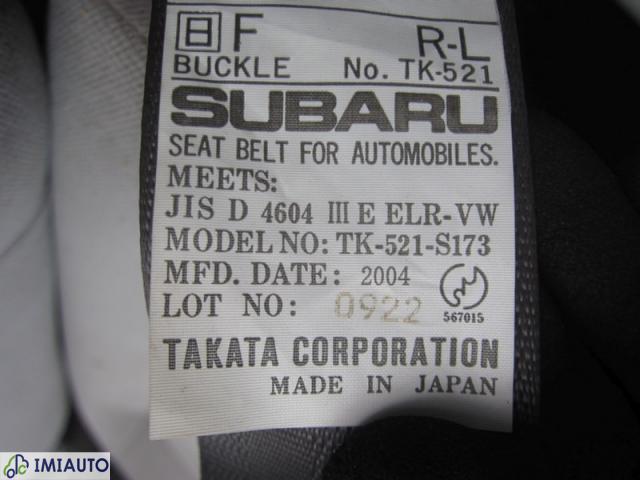 日 F R-L
BUCKLE No. TK-521
SUBARU
SEAT BELT FOR AUTOMOBILES.
MEETS:
JIS D 4604 III E ELR-VW
MODEL NO: TK-521-S173
MFD. DATE: 2004
LOT NO: 0922
567015
TAKATA CORPORATION
MADE IN JAPAN
IMIAUTO